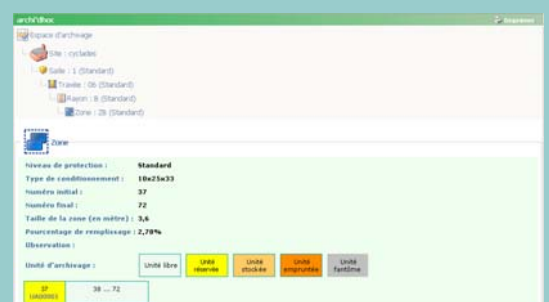 archi'dhoc
Imprimer
Espace d'archivage
Site : cyclades
Salle : 1 (Standard)
Travée : 06 (Standard)
Rayon : B (Standard)
Zone : ZB (Standard)
Zone
Niveau de protection : Standard
Type de conditionnement : 10x25x33
Numéro initial : 37
Numéro final : 72
Taille de la zone (en mètre) : 3,6
Pourcentage de remplissage : 2,78%
Observation :
Unité d'archivage : Unité libre Unité réservée Unité stockée Unité empruntée Unité fantôme
37 38 ... 72
UA00003